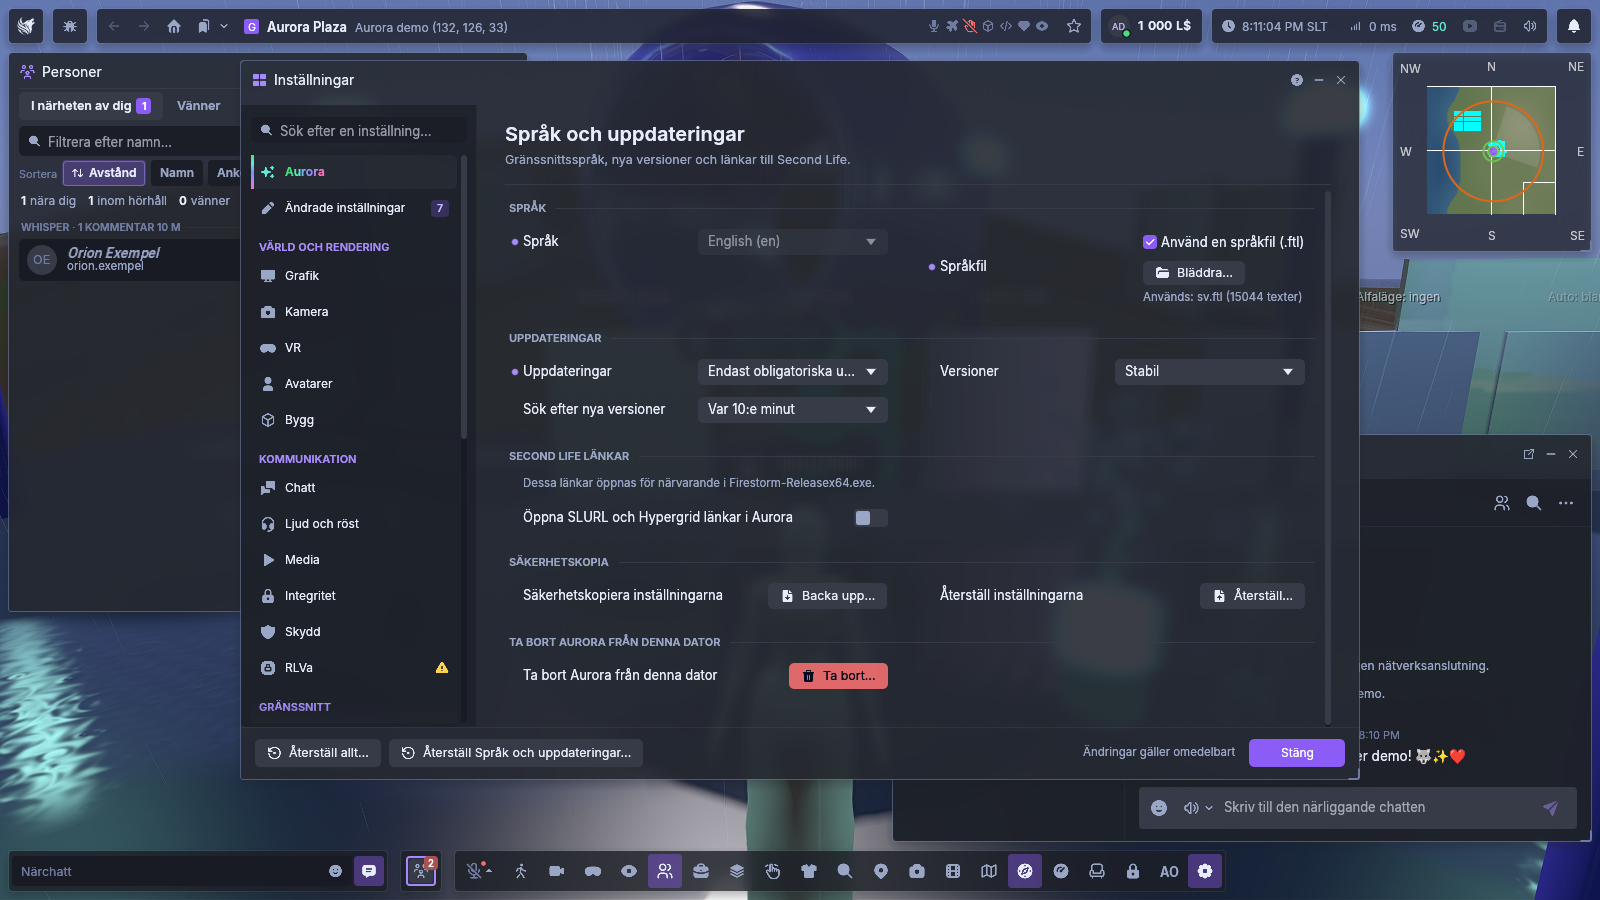 Aurora Plaza
Aurora demo (132, 126, 33)
AD
1 000 L$
8:11:04 PM SLT
0 ms
50
Personer
I närheten av dig 1
Vänner
Filtrera efter namn...
Sortera
Avstånd
Namn
Ank
1 nära dig
1 inom hörhåll
0 vänner
WHISPER · 1 KOMMENTAR 10 M
OE
Orion Exempel
orion.exempel
Inställningar
Sök efter en inställning...
Aurora
Ändrade inställningar
7
VÄRLD OCH RENDERING
Grafik
Kamera
VR
Avatarer
Bygg
KOMMUNIKATION
Chatt
Ljud och röst
Media
Integritet
Skydd
RLVa
GRÄNSSNITT
Språk och uppdateringar
Gränssnittsspråk, nya versioner och länkar till Second Life.
SPRÅK
Språk
English (en)
Språkfil
Använd en språkfil (.ftl)
Bläddra...
Används: sv.ftl (15044 texter)
UPPDATERINGAR
Uppdateringar
Endast obligatoriska u...
Versioner
Stabil
Sök efter nya versioner
Var 10:e minut
SECOND LIFE LÄNKAR
Dessa länkar öppnas för närvarande i Firestorm-Releasex64.exe.
Öppna SLURL och Hypergrid länkar i Aurora
SÄKERHETSKOPIA
Säkerhetskopiera inställningarna
Backa upp...
Återställ inställningarna
Återställ...
TA BORT AURORA FRÅN DENNA DATOR
Ta bort Aurora från denna dator
Ta bort...
Återställ allt...
Återställ Språk och uppdateringar...
Ändringar gäller omedelbart
Stäng
NW
N
NE
W
E
SW
S
SE
Alfaläge: ingen
Auto: bla
en nätverksanslutning.
emo.
8:10 PM
er demo! 🐺✨❤️
Skriv till den närliggande chatten
Närchatt
2
AO